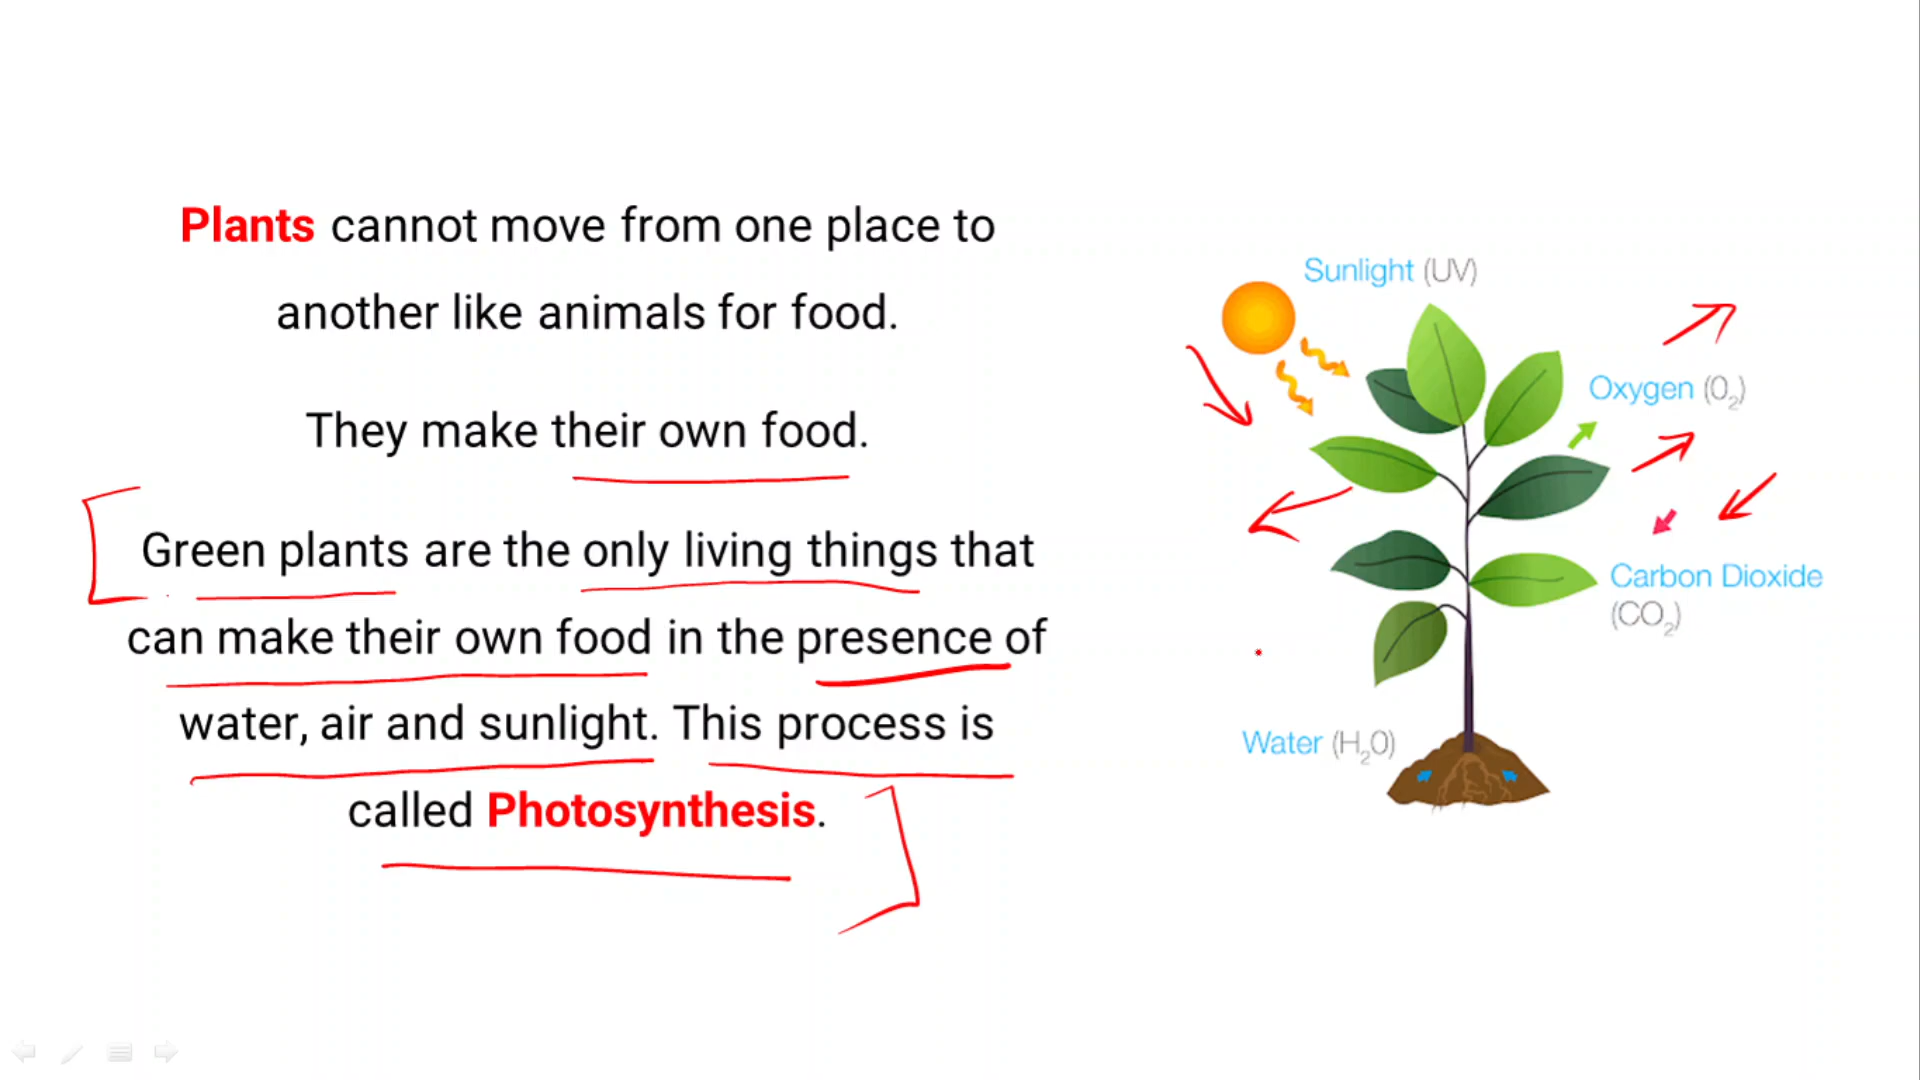 Plants cannot move from one place to
another like animals for food.
They make their own food.
Green plants are the only living things that
can make their own food in the presence of
water, air and sunlight. This process is
called Photosynthesis.
Sunlight (UV)
Oxygen (0₂)
Carbon Dioxide
(CO₂)
Water (H₂0)